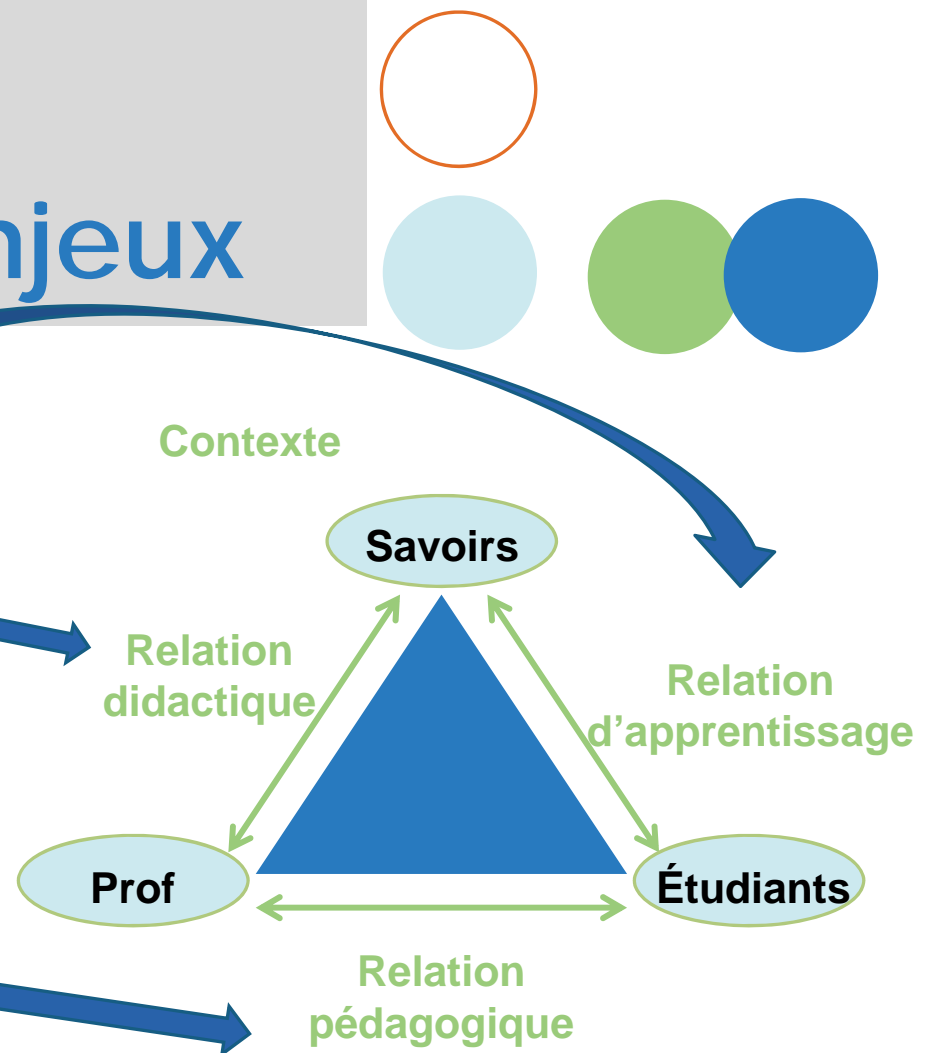 njeux
Contexte
Savoirs
Relation
didactique
Relation
d’apprentissage
Prof
Étudiants
Relation
pédagogique